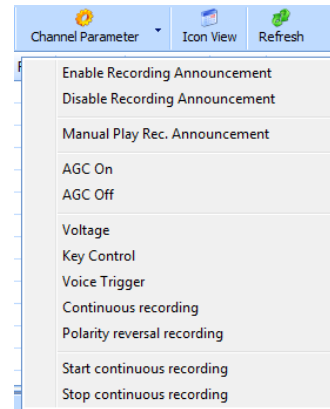 Channel Parameter Icon View Refresh
Enable Recording Announcement
Disable Recording Announcement
Manual Play Rec. Announcement
AGC On
AGC Off
Voltage
Key Control
Voice Trigger
Continuous recording
Polarity reversal recording
Start continuous recording
Stop continuous recording